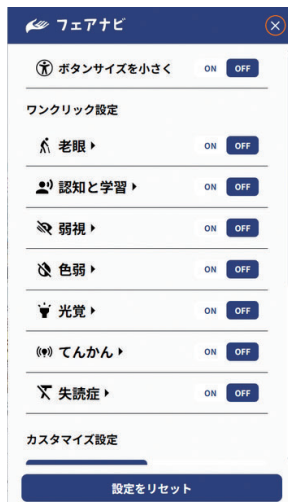 フェアナビ
ボタンサイズを小さく ON OFF
ワンクリック設定
老眼 ON OFF
認知と学習 ON OFF
弱視 ON OFF
色弱 ON OFF
光覚 ON OFF
てんかん ON OFF
失読症 ON OFF
カスタマイズ設定
設定をリセット